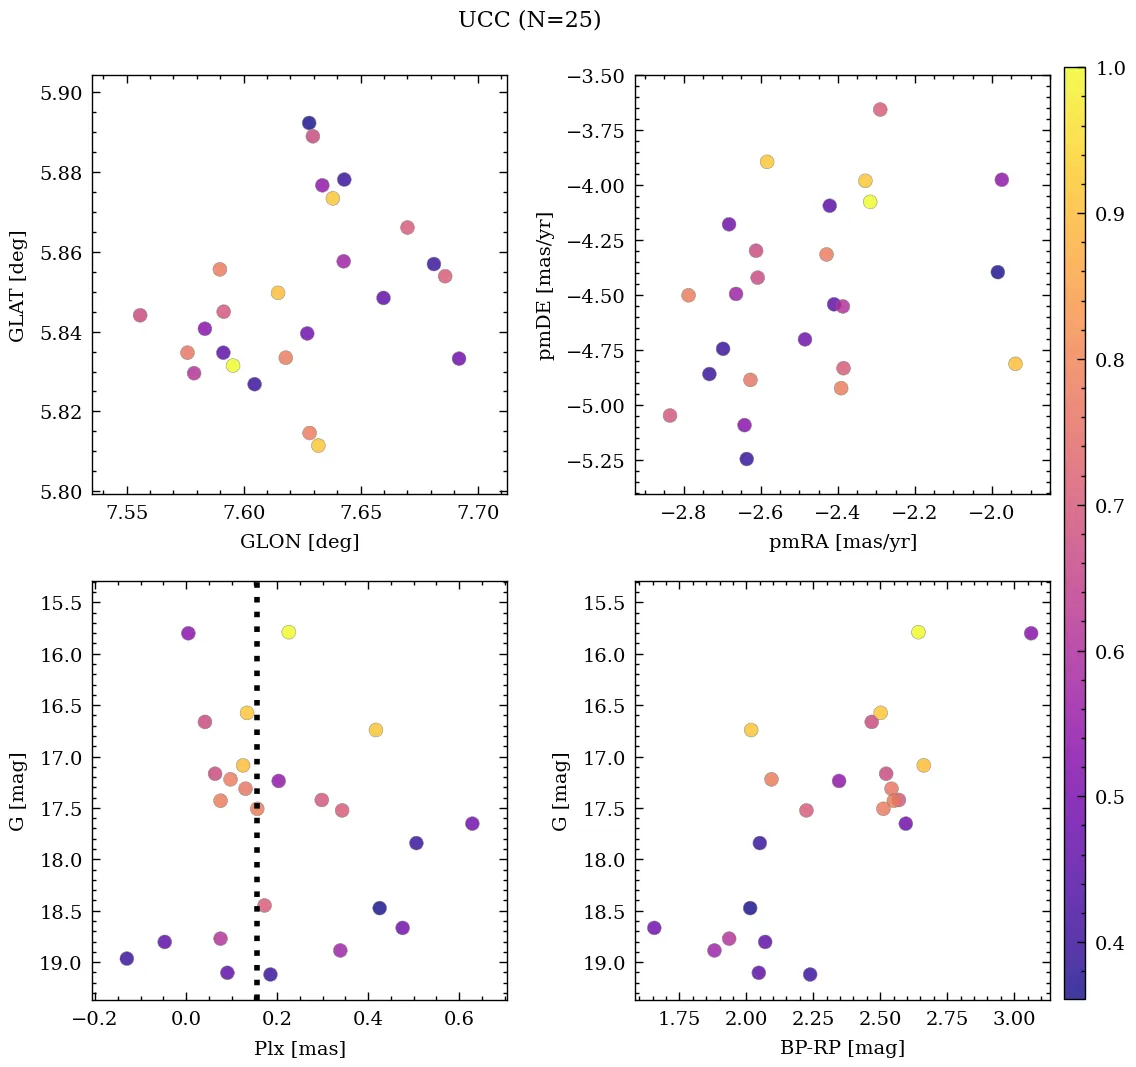 UCC (N=25)
5.90
5.88
5.86
5.84
5.82
5.80
GLAT [deg]
7.55 7.60 7.65 7.70
GLON [deg]
−3.50
−3.75
−4.00
−4.25
−4.50
−4.75
−5.00
−5.25
pmDE [mas/yr]
−2.8 −2.6 −2.4 −2.2 −2.0
pmRA [mas/yr]
15.5
16.0
16.5
17.0
17.5
18.0
18.5
19.0
G [mag]
−0.2 0.0 0.2 0.4 0.6
Plx [mas]
15.5
16.0
16.5
17.0
17.5
18.0
18.5
19.0
G [mag]
1.75 2.00 2.25 2.50 2.75 3.00
BP-RP [mag]
1.0
0.9
0.8
0.7
0.6
0.5
0.4